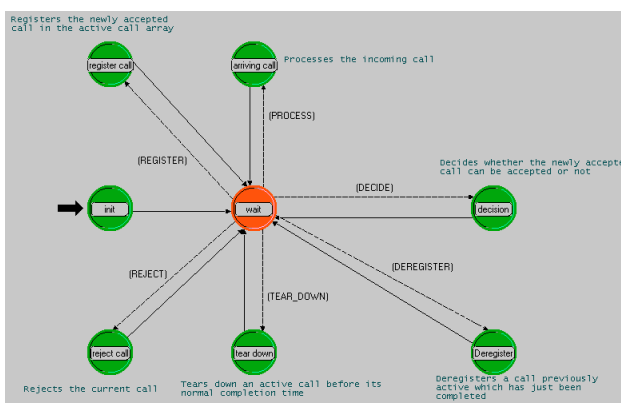 Registers the newly accepted
call in the active call array
register call
arriving call
Processes the incoming call
(PROCESS)
(REGISTER)
Decides whether the newly accepte
call can be accepted or not
(DECIDE)
init
wait
decision
(REJECT)
(DEREGISTER)
(TEAR_DOWN)
reject call
tear down
Deregister
Rejects the current call
Tears down an active call before its
normal completion time
Deregisters a call previously
active which has just been
completed